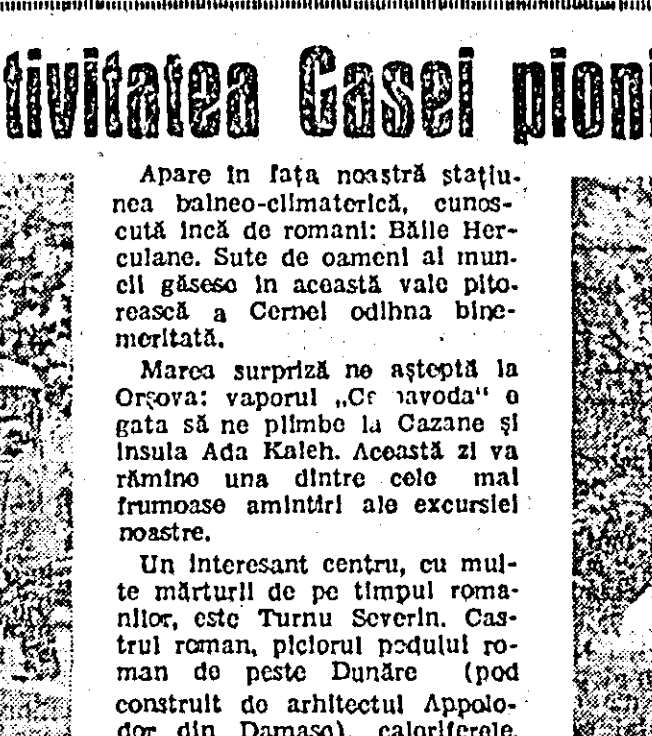 tivitatea Casei pioni
Apare în fața noastră stațiu-
nea balneo-climaterică, cunos-
cută încă de romani: Băile Her-
culane. Sute de oameni ai mun-
cii găsesc în această vale pito-
rească a Cernei odihna bine-
meritată.
Marea surpriză ne așteptă la
Orșova: vaporul e
gata să ne plimbe la Cazane și
insula Ada Kaleh. Această zi va
rămîne una dintre cele mai
frumoase amintiri ale excursiei
noastre.
Un interesant centru, cu mul-
te mărturii de pe timpul roma-
nilor, este Turnu Severin. Cas-
trul roman, piciorul podului ro-
man de peste Dunăre (pod
construit de arhitectul Appolo-
dor din Damasc), caloriferele,